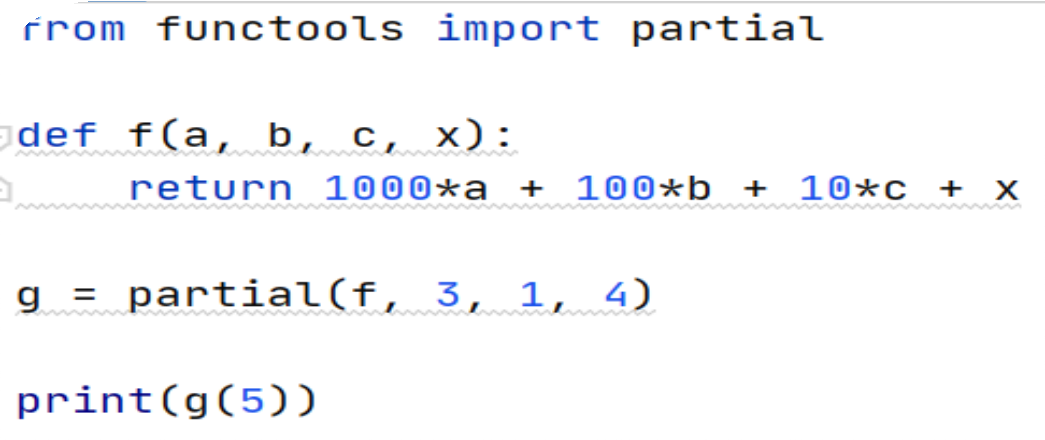 from functools import partial
def f(a, b, c, x):
    return 1000*a + 100*b + 10*c + x
g = partial(f, 3, 1, 4)
print(g(5))